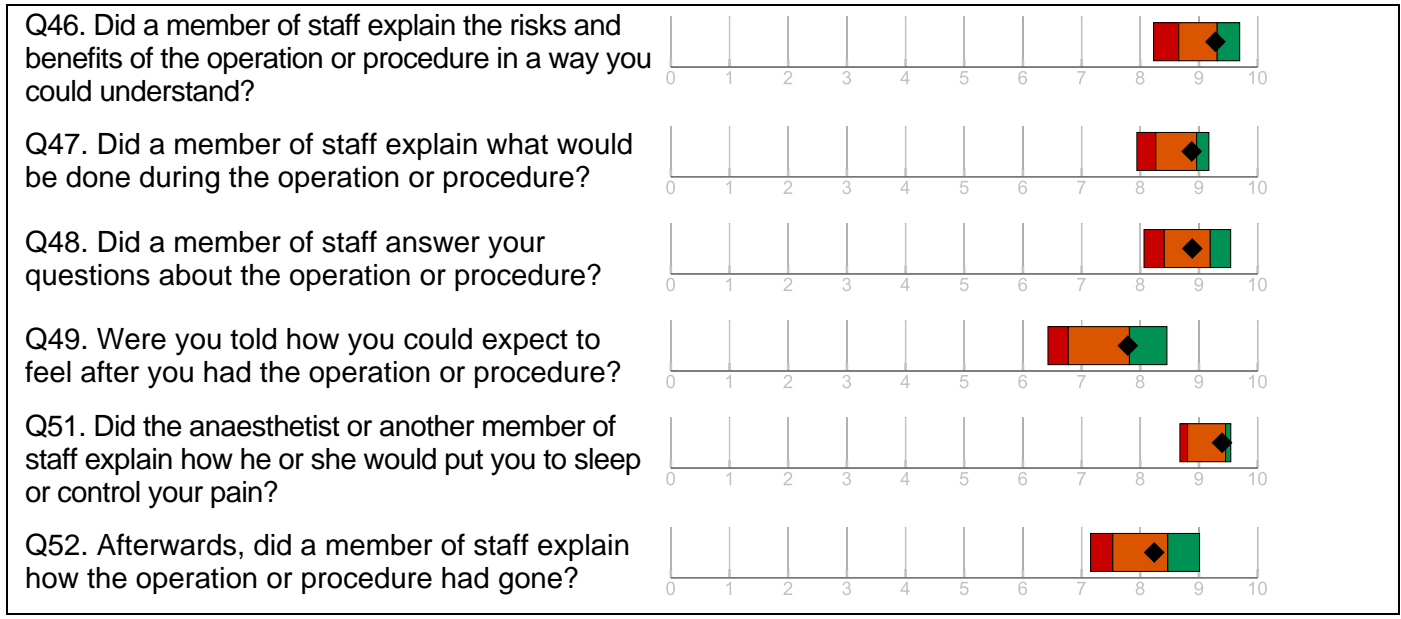 Q46. Did a member of staff explain the risks and
benefits of the operation or procedure in a way you
could understand?
0 1 2 3 4 5 6 7 8 9 10
Q47. Did a member of staff explain what would
be done during the operation or procedure?
0 1 2 3 4 5 6 7 8 9 10
Q48. Did a member of staff answer your
questions about the operation or procedure?
0 1 2 3 4 5 6 7 8 9 10
Q49. Were you told how you could expect to
feel after you had the operation or procedure?
0 1 2 3 4 5 6 7 8 9 10
Q51. Did the anaesthetist or another member of
staff explain how he or she would put you to sleep
or control your pain?
0 1 2 3 4 5 6 7 8 9 10
Q52. Afterwards, did a member of staff explain
how the operation or procedure had gone?
0 1 2 3 4 5 6 7 8 9 10